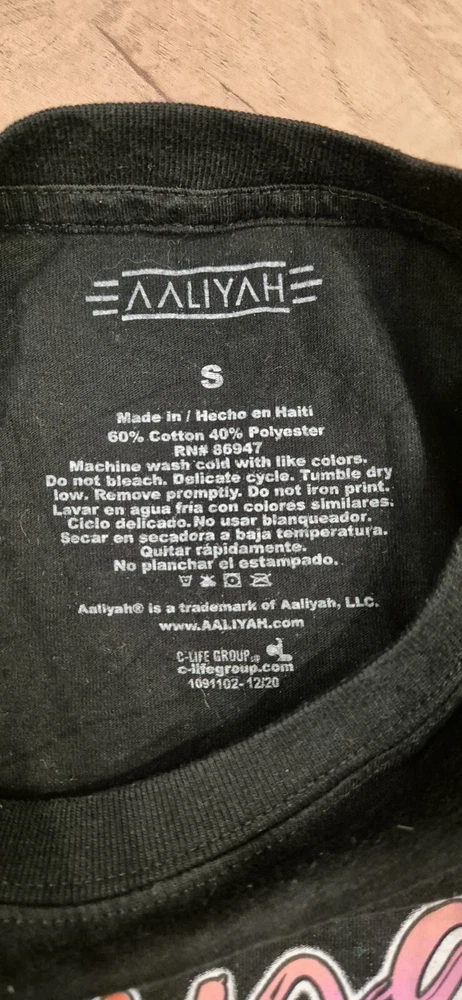 AALIYAH
S
Made in / Hecho en Haiti
60% Cotton 40% Polyester
RN# 86947
Machine wash cold with like colors.
Do not bleach. Delicate cycle. Tumble dry
low. Remove promptly. Do not iron print.
Lavar en agua fría con colores similares.
Ciclo delicado. No usar blanqueador.
Secar en secadora a baja temperatura.
Quitar rápidamente.
No planchar el estampado.
Aaliyah® is a trademark of Aaliyah, LLC.
www.AALIYAH.com
C-LIFE GROUP
c-lifegroup.com
1091102-12/20